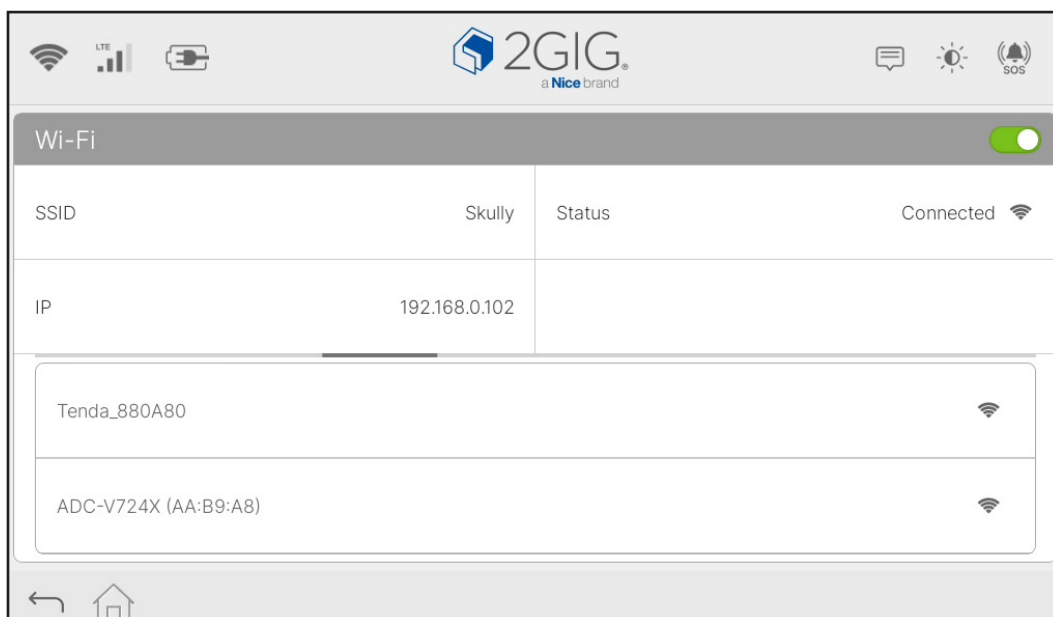 LTE
2GIG®
a Nice brand
SOS
Wi-Fi
SSID Skully Status Connected
IP 192.168.0.102
Tenda_880A80
ADC-V724X (AA:B9:A8)